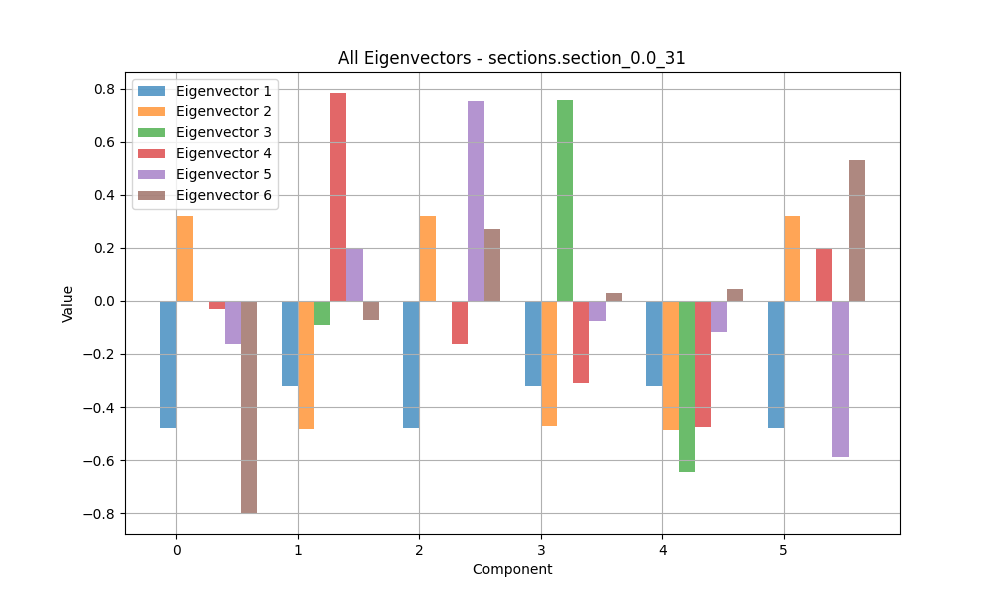 All Eigenvectors - sections.section_0.0_31
Eigenvector 1
Eigenvector 2
Eigenvector 3
Eigenvector 4
Eigenvector 5
Eigenvector 6
0.8
0.6
0.4
0.2
0.0
−0.2
−0.4
−0.6
−0.8
Value
0 1 2 3 4 5
Component